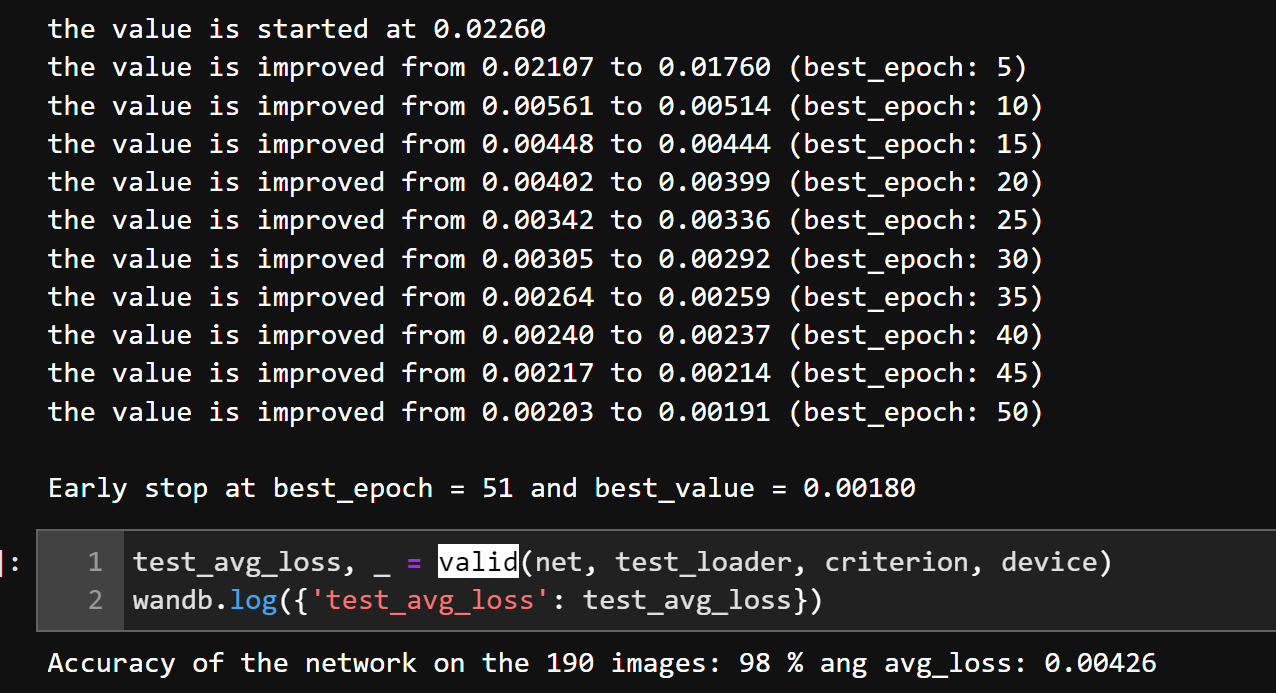 the value is started at 0.02260
the value is improved from 0.02107 to 0.01760 (best_epoch: 5)
the value is improved from 0.00561 to 0.00514 (best_epoch: 10)
the value is improved from 0.00448 to 0.00444 (best_epoch: 15)
the value is improved from 0.00402 to 0.00399 (best_epoch: 20)
the value is improved from 0.00342 to 0.00336 (best_epoch: 25)
the value is improved from 0.00305 to 0.00292 (best_epoch: 30)
the value is improved from 0.00264 to 0.00259 (best_epoch: 35)
the value is improved from 0.00240 to 0.00237 (best_epoch: 40)
the value is improved from 0.00217 to 0.00214 (best_epoch: 45)
the value is improved from 0.00203 to 0.00191 (best_epoch: 50)
Early stop at best_epoch = 51 and best_value = 0.00180
]: 1 test_avg_loss, _ = valid(net, test_loader, criterion, device)
2 wandb.log({'test_avg_loss': test_avg_loss})
Accuracy of the network on the 190 images: 98 % ang avg_loss: 0.00426